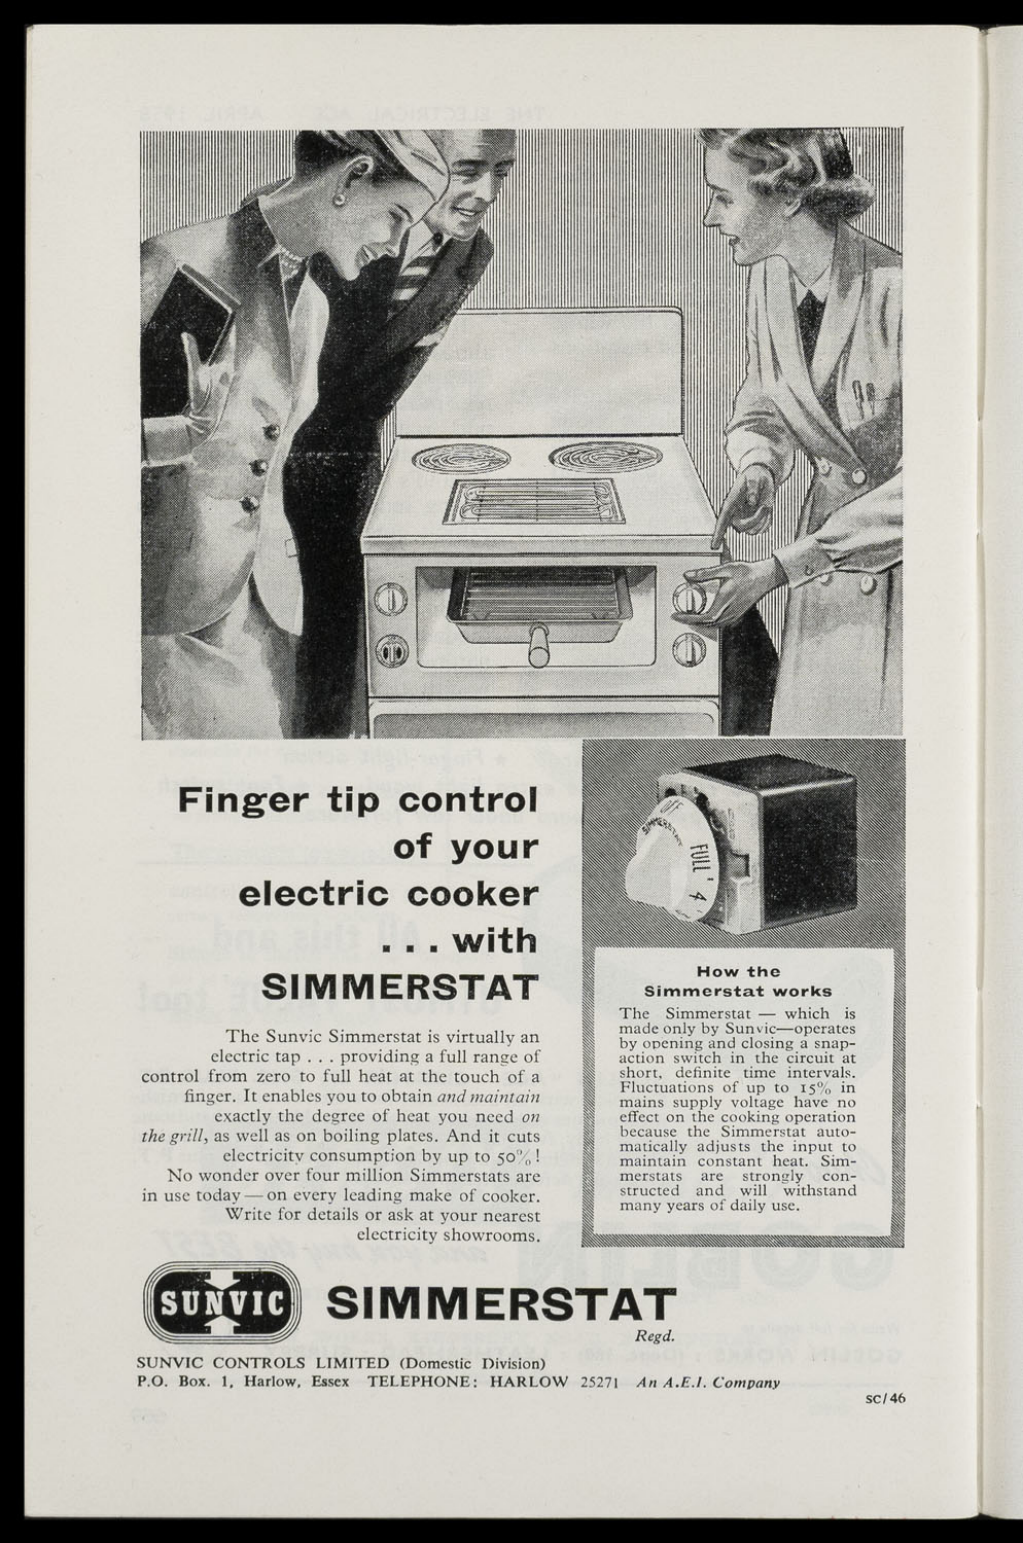 Finger tip control
of your
electric cooker
. . . with
SIMMERSTAT
The Sunvic Simmerstat is virtually an
electric tap . . . providing a full range of
control from zero to full heat at the touch of a
finger. It enables you to obtain and maintain
exactly the degree of heat you need on
the grill, as well as on boiling plates. And it cuts
electricity consumption by up to 50%!
No wonder over four million Simmerstats are
in use today — on every leading make of cooker.
Write for details or ask at your nearest
electricity showrooms.
OFF
SIMMERSTAT
FULL
4
How the
Simmerstat works
The Simmerstat — which is
made only by Sunvic—operates
by opening and closing a snap-
action switch in the circuit at
short, definite time intervals.
Fluctuations of up to 15% in
mains supply voltage have no
effect on the cooking operation
because the Simmerstat auto-
matically adjusts the input to
maintain constant heat. Sim-
merstats are strongly con-
structed and will withstand
many years of daily use.
SUNVIC
SIMMERSTAT
Regd.
SUNVIC CONTROLS LIMITED (Domestic Division)
P.O. Box. 1, Harlow, Essex TELEPHONE: HARLOW 25271 An A.E.I. Company
SC/46